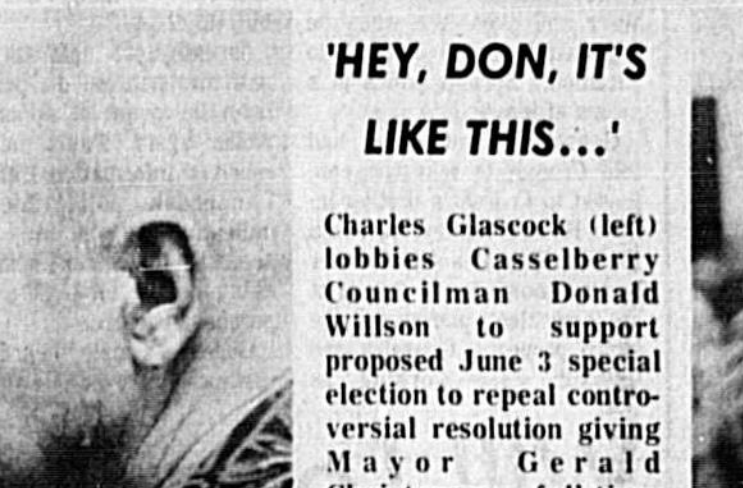 'HEY, DON, IT'S
LIKE THIS...'
Charles Glascock (left)
lobbies Casselberry
Councilman Donald
Willson to support
proposed June 3 special
election to repeal contro-
versial resolution giving
Mayor Gerald